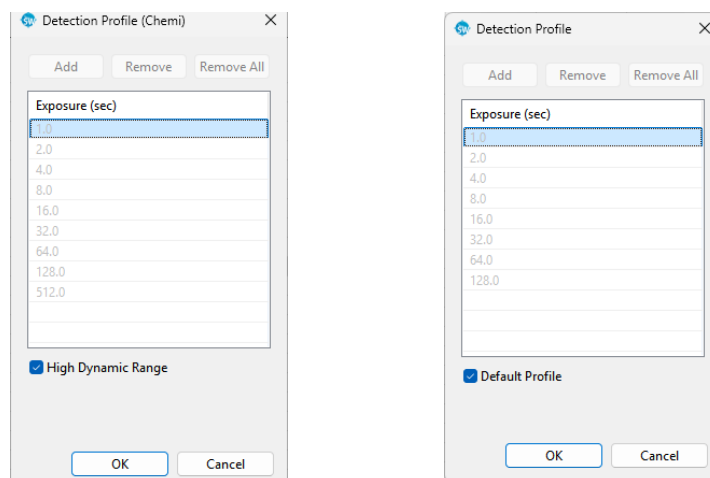 Detection Profile (Chemi)
Add Remove Remove All
Exposure (sec)
1.0
2.0
4.0
8.0
16.0
32.0
64.0
128.0
512.0
High Dynamic Range
OK Cancel
SW Detection Profile
Add Remove Remove All
Exposure (sec)
1.0
2.0
4.0
8.0
16.0
32.0
64.0
128.0
Default Profile
OK Cancel